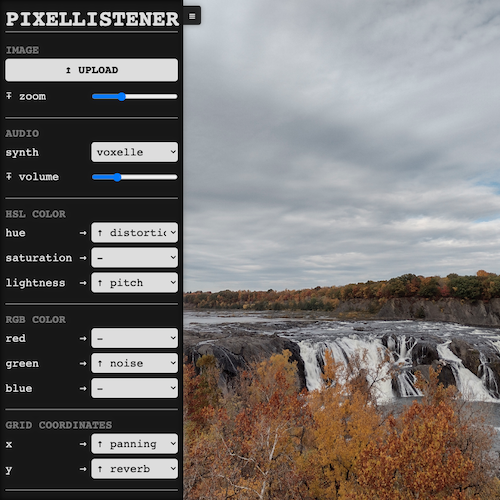 PIXELLISTENER
IMAGE
↥ UPLOAD
∓ zoom
AUDIO
synth voxelle
∓ volume
HSL COLOR
hue → ↑ distortic
saturation → –
lightness → ↑ pitch
RGB COLOR
red → –
green → ↑ noise
blue → –
GRID COORDINATES
x → ↑ panning
y → ↑ reverb